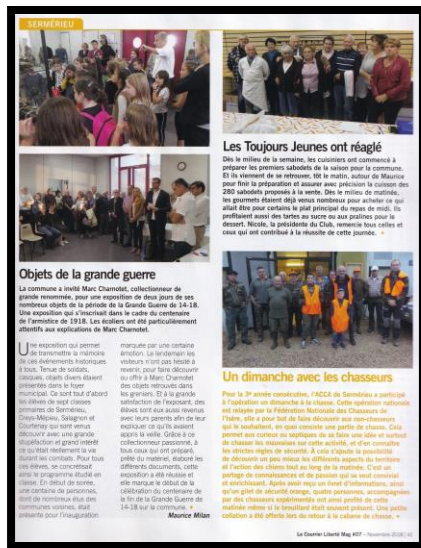 SERMÉRIEU
Objets de la grande guerre
La commune a invité Marc Chamotet, collectionneur de
grande renommée, pour une exposition de deux jours de ses
nombreux objets de la période de la Grande Guerre de 14-18.
Une exposition qui s'inscrivait dans le cadre du centenaire
de l'armistice de 1918. Les écoliers ont été particulièrement
attentifs aux explications de Marc Chamotet.
Une exposition qui permet
de transmettre la mémoire
de ces événements historiques
à tous. Tenue de soldats,
casques, objets divers étaient
présentés dans le foyer
municipal. Ce sont tout d'abord
les élèves de sept classes
primaires de Sermérieu,
Creys-Mépieu, Salagnon et
Courtenay qui sont venus
découvrir avec une grande
stupéfaction et grand intérêt
ce qu'était réellement la vie
durant les combats. Pour tous
ces élèves, se concrétisait
ainsi le programme étudié en
classe. En début de soirée,
une centaine de personnes,
dont de nombreux élus des
communes voisines, était
présente pour l'inauguration
marquée par une certaine
émotion. Le lendemain les
visiteurs n'ont pas hésité à
revenir, pour faire découvrir
ou offrir à Marc Chamotet
des objets retrouvés dans
les greniers. Et à la grande
satisfaction de l'exposant, des
élèves sont eux aussi revenus
avec leurs parents afin de leur
expliquer ce qu'ils avaient
appris la veille. Grâce à ce
collectionneur passionné, à
tous ceux qui ont préparé,
prêté du matériel, élaboré les
différents documents, cette
exposition a été réussie et
elle marque le début de la
célébration du centenaire de
la fin de la Grande Guerre de
14-18 sur la commune. •
Maurice Milan
Les Toujours Jeunes ont réaglé
Dès le milieu de la semaine, les cuisiniers ont commencé à
préparer les premiers sabodets de la saison pour la commune.
Et ils viennent de se retrouver, tôt le matin, autour de Maurice
pour finir la préparation et assurer avec précision la cuisson des
280 sabodets proposés à la vente. Dès le milieu de matinée,
les gourmets étaient déjà venus nombreux pour acheter ce qui
allait être pour certains le plat principal du repas de midi. Ils
profitaient aussi des tartes au sucre ou aux pralines pour le
dessert. Nicole, la présidente du Club, remercie tous celles et
ceux qui ont contribué à la réussite de cette journée. •
Un dimanche avec les chasseurs
Pour la 3e année consécutive, l'ACCA de Sermérieu a participé
à l'opération un dimanche à la chasse. Cette opération nationale
est relayée par la Fédération Nationale des Chasseurs de
l'Isère, elle a pour but de faire découvrir aux non-chasseurs
qui le souhaitent, en quoi consiste une partie de chasse. Cela
permet aux curieux ou septiques de se faire une idée et surtout
de chasser les mauvaises sur cette activité, et d'en connaître
les strictes règles de sécurité. À cela s'ajoute la possibilité
de découvrir un peu mieux les différents aspects du territoire
et l'action des chiens tout au long de la matinée. C'est un
partage de connaissances et de passion qui se veut convivial
et enrichissant. Après avoir reçu un livret d'informations, ainsi
qu'un gilet de sécurité orange, quatre personnes, accompagnées
par des chasseurs expérimentés ont ainsi profité de cette
matinée même si le brouillard était souvent présent. Une petite
collation a été offerte lors du retour à la cabane de chasse. •
Le Courrier Liberté Mag #07 – Novembre 2018